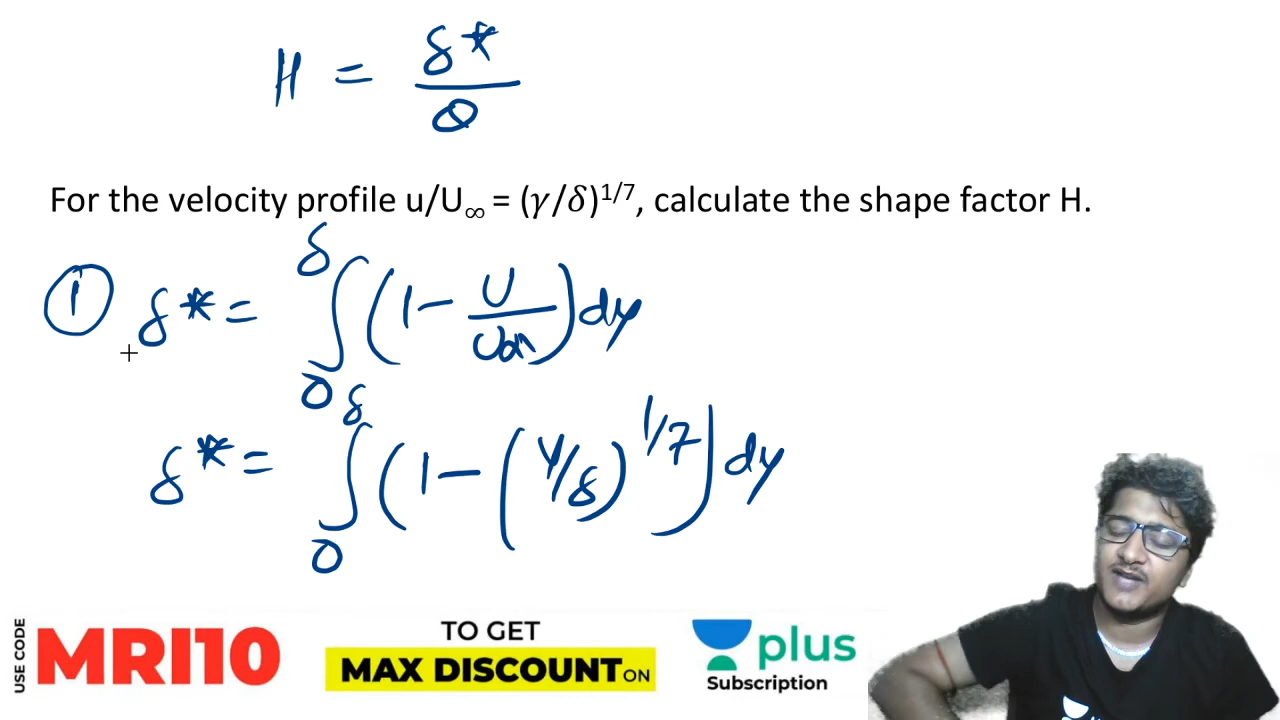 H = δ* / θ
For the velocity profile u/U∞ = (𝛾/𝛿)^1/7, calculate the shape factor H.
① δ* = ∫₀^δ (1 − U/U∞) dy
δ* = ∫₀^δ (1 − (y/δ)^1/7) dy
USE CODE MRI10
TO GET
MAX DISCOUNT ON
plus
Subscription